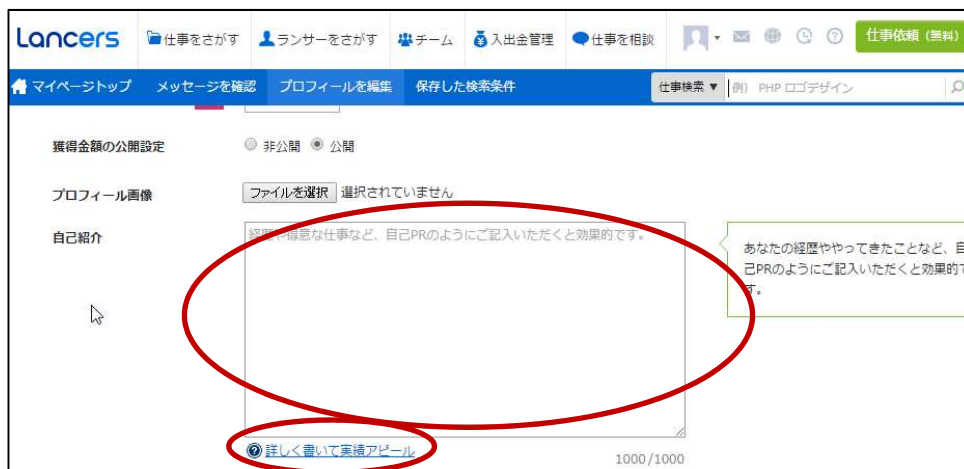 Lancers 仕事をさがす ランサーをさがす チーム 入出金管理 仕事を相談 仕事依頼（無料）
マイページトップ メッセージを確認 プロフィールを編集 保存した検索条件 仕事検索 ▼ 例） PHP ロゴデザイン
獲得金額の公開設定 非公開 公開
プロフィール画像 ファイルを選択 選択されていません
自己紹介 経歴や得意な仕事など、自己PRのようにご記入いただくと効果的です。
あなたの経歴ややってきたことなど、自
己PRのようにご記入いただくと効果的で
す。
詳しく書いて実績アピール
1000/1000